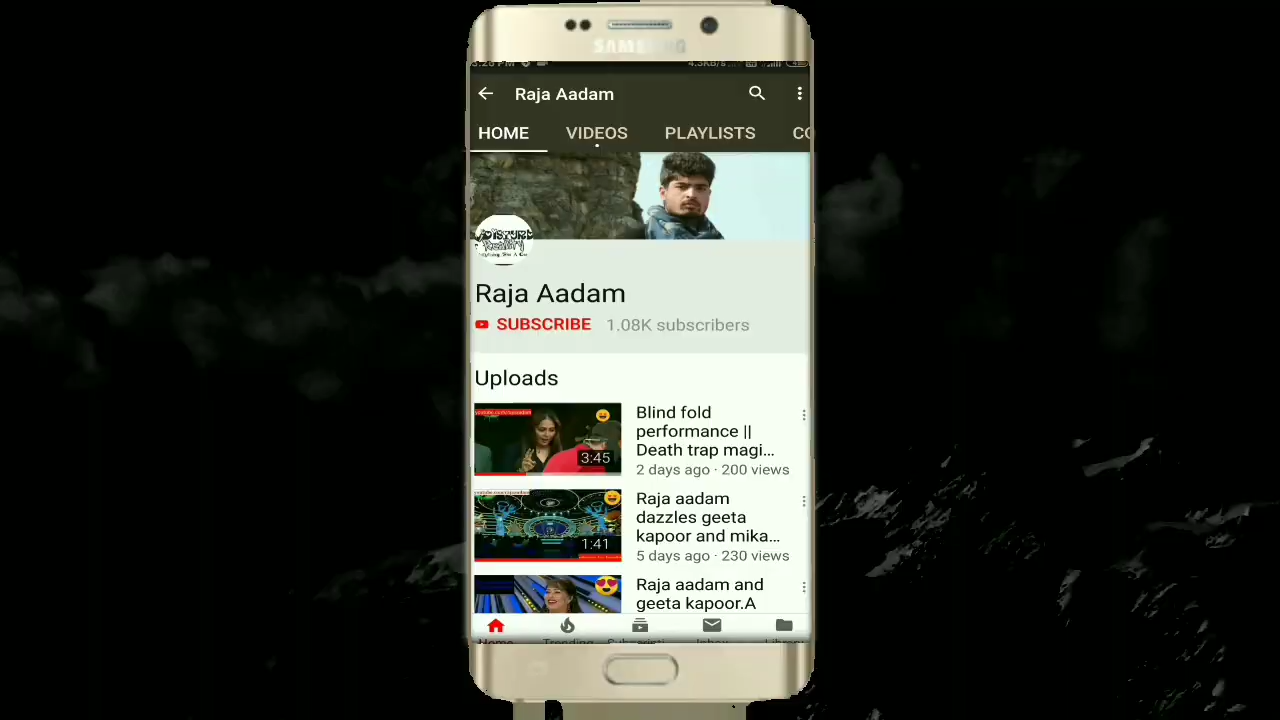 SAMSUNG
Raja Aadam
HOME VIDEOS PLAYLISTS CO
Raja Aadam
SUBSCRIBE 1.08K subscribers
Uploads
Blind fold
performance ||
Death trap magi...
3:45
2 days ago · 200 views
Raja aadam
dazzles geeta
kapoor and mika...
1:41
5 days ago · 230 views
Raja aadam and
geeta kapoor.A